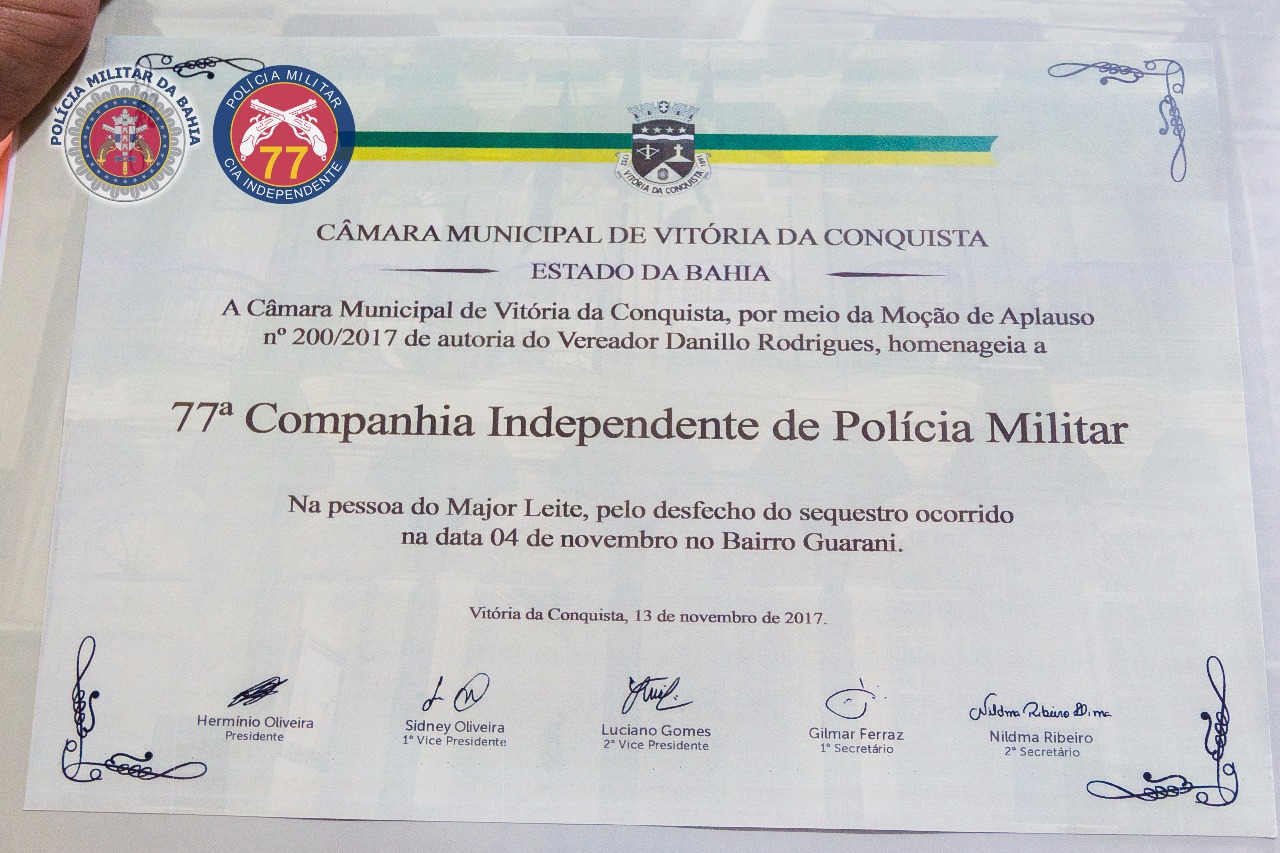 POLÍCIA MILITAR DA BAHIA
POLÍCIA MILITAR
77
CIA INDEPENDENTE
VITÓRIA DA CONQUISTA
CÂMARA MUNICIPAL DE VITÓRIA DA CONQUISTA
ESTADO DA BAHIA
A Câmara Municipal de Vitória da Conquista, por meio da Moção de Aplauso
nº 200/2017 de autoria do Vereador Danillo Rodrigues, homenageia a
77ª Companhia Independente de Polícia Militar
Na pessoa do Major Leite, pelo desfecho do sequestro ocorrido
na data 04 de novembro no Bairro Guarani.
Vitória da Conquista, 13 de novembro de 2017.
Hermínio Oliveira
Presidente
Sidney Oliveira
1º Vice Presidente
Luciano Gomes
2º Vice Presidente
Gilmar Ferraz
1º Secretário
Nildma Ribeiro
Nildma Ribeiro
2º Secretário